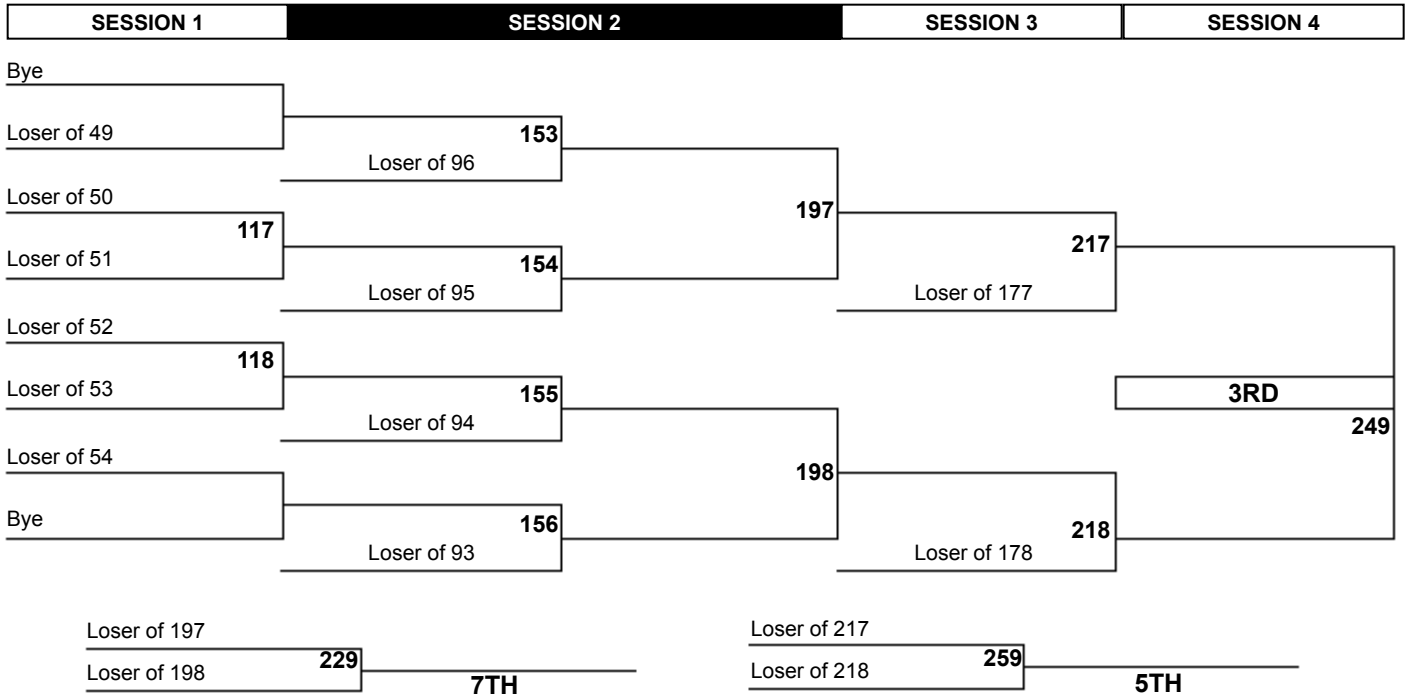 SESSION 1 SESSION 2 SESSION 3 SESSION 4
Bye
Loser of 49
153
Loser of 96
Loser of 50
197
117
Loser of 51
217
154
Loser of 95
Loser of 177
Loser of 52
118
Loser of 53
155
3RD
Loser of 94
249
Loser of 54
198
Bye
156
218
Loser of 93
Loser of 178
Loser of 197
229
Loser of 198
7TH
Loser of 217
259
Loser of 218
5TH